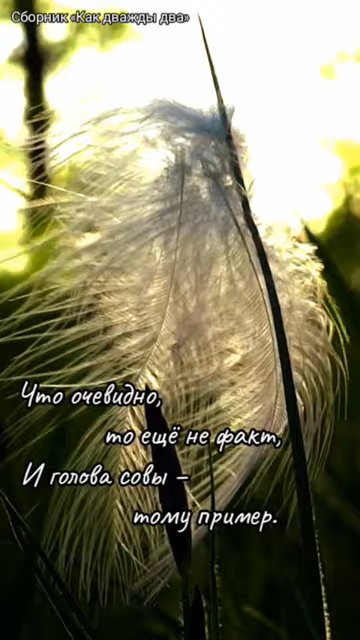 Сборник «Как дважды два»
Что очевидно,
то ещё не факт,
И голова совы –
тому пример.